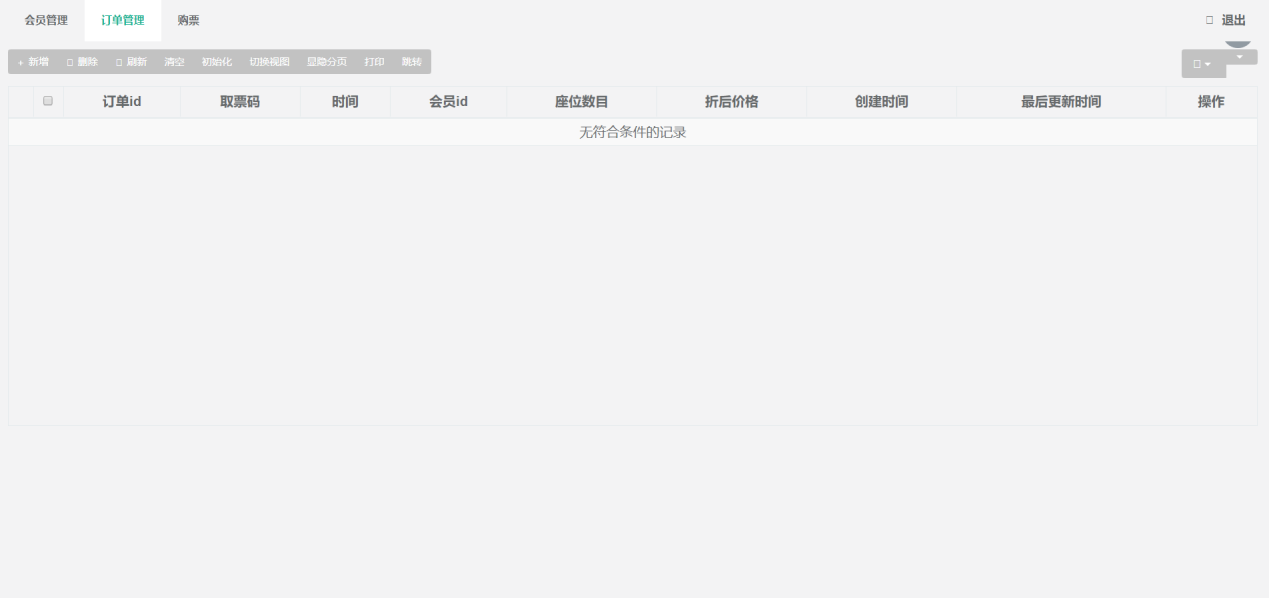 会员管理 订单管理 购票 退出
+ 新增 删除 刷新 清空 初始化 切换视图 显隐分页 打印 跳转
订单id 取票码 时间 会员id 座位数目 折后价格 创建时间 最后更新时间 操作
无符合条件的记录